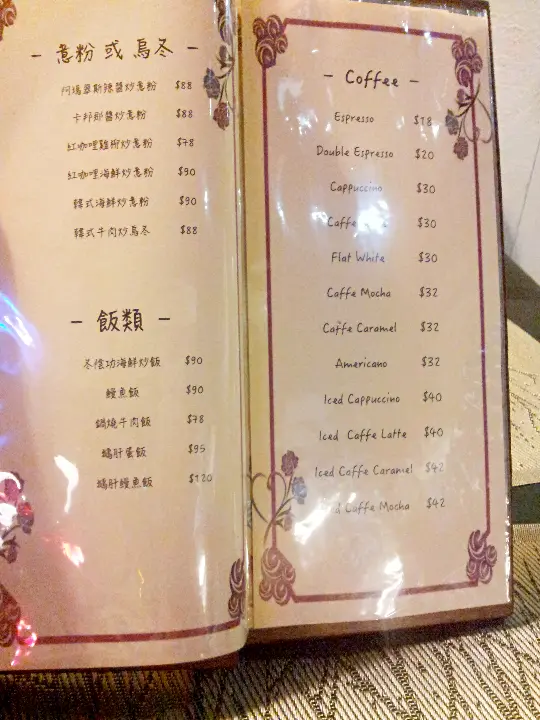 - 意粉 或 烏冬 -
阿瑪翠斯辣醬炒意粉 $88
卡邦那醬炒意粉 $88
紅咖哩雞柳炒意粉 $78
紅咖哩海鮮炒意粉 $90
韓式海鮮炒意粉 $90
韓式牛肉炒烏冬 $88
- 飯類 -
冬陰功海鮮炒飯 $90
鰻魚飯 $90
鍋燒牛肉飯 $78
鵝肝蛋飯 $95
鵝肝鰻魚飯 $120
- Coffee -
Espresso $18
Double Espresso $20
Cappuccino $30
Caffe $30
Flat White $30
Caffe Mocha $32
Caffe Caramel $32
Americano $32
Iced Cappuccino $40
Iced Coffe Latte $40
Iced Coffe Caramel $42
Coffe Mocha $42